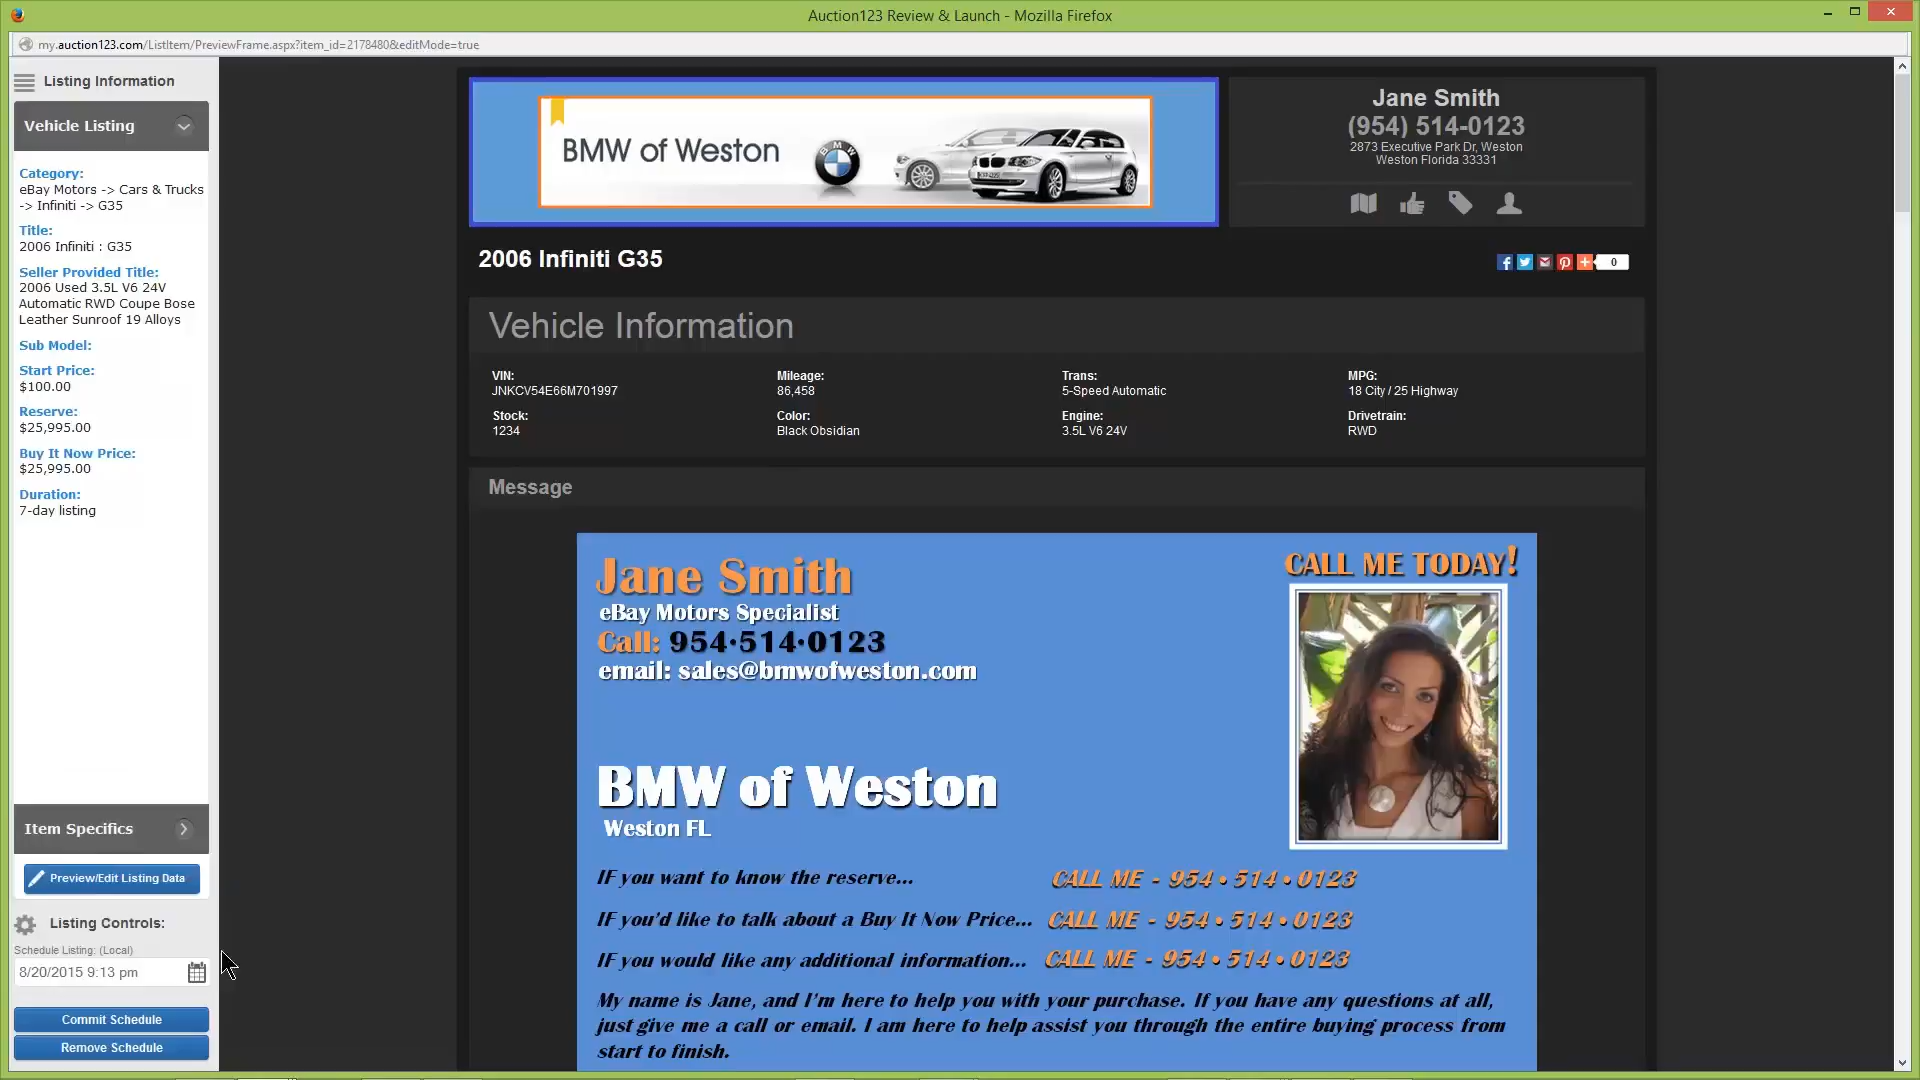 Auction123 Review & Launch - Mozilla Firefox
my.auction123.com/ListItem/PreviewFrame.aspx?item_id=2178480&editMode=true
Listing Information
Vehicle Listing
Category:
eBay Motors -> Cars & Trucks
-> Infiniti -> G35
Title:
2006 Infiniti : G35
Seller Provided Title:
2006 Used 3.5L V6 24V
Automatic RWD Coupe Bose
Leather Sunroof 19 Alloys
Sub Model:
Start Price:
$100.00
Reserve:
$25,995.00
Buy It Now Price:
$25,995.00
Duration:
7-day listing
Item Specifics
Preview/Edit Listing Data
Listing Controls:
Schedule Listing: (Local)
8/20/2015 9:13 pm
Commit Schedule
Remove Schedule
BMW of Weston
BMW
Jane Smith
(954) 514-0123
2873 Executive Park Dr, Weston
Weston Florida 33331
2006 Infiniti G35
0
Vehicle Information
VIN: Mileage: Trans: MPG:
JNKCV54E66M701997 86,458 5-Speed Automatic 18 City / 25 Highway
Stock: Color: Engine: Drivetrain:
1234 Black Obsidian 3.5L V6 24V RWD
Message
Jane Smith
eBay Motors Specialist
Call: 954·514·0123
email: sales@bmwofweston.com
CALL ME TODAY!
BMW of Weston
Weston FL
IF you want to know the reserve... CALL ME - 954 • 514 • 0123
IF you'd like to talk about a Buy It Now Price... CALL ME - 954 • 514 • 0123
IF you would like any additional information... CALL ME - 954 • 514 • 0123
My name is Jane, and I'm here to help you with your purchase. If you have any questions at all,
just give me a call or email. I am here to help assist you through the entire buying process from
start to finish.